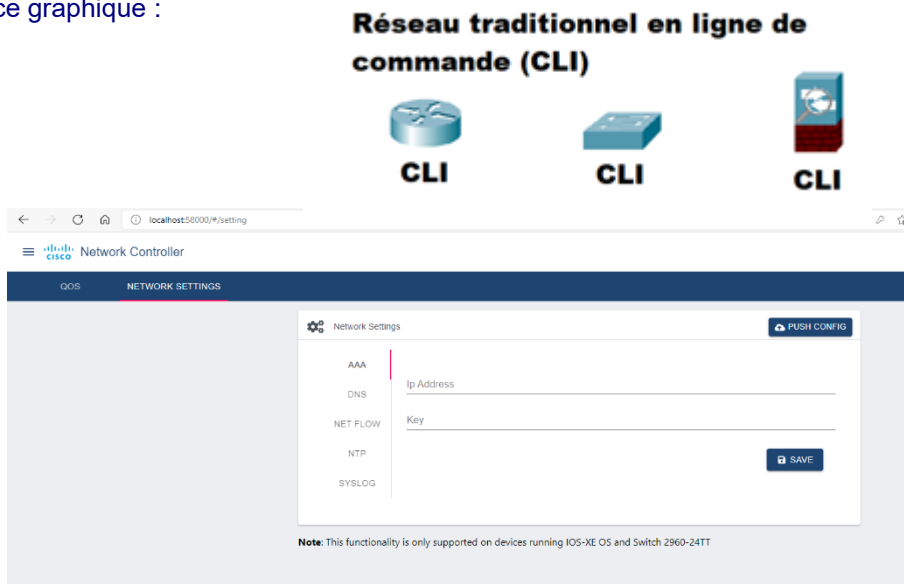 ce graphique :
Réseau traditionnel en ligne de
commande (CLI)
CLI CLI CLI
localhost:58000/#/setting
cisco Network Controller
QOS NETWORK SETTINGS
Network Settings PUSH CONFIG
AAA
Ip Address
DNS
Key
NET FLOW
NTP
SAVE
SYSLOG
Note: This functionality is only supported on devices running IOS-XE OS and Switch 2960-24TT